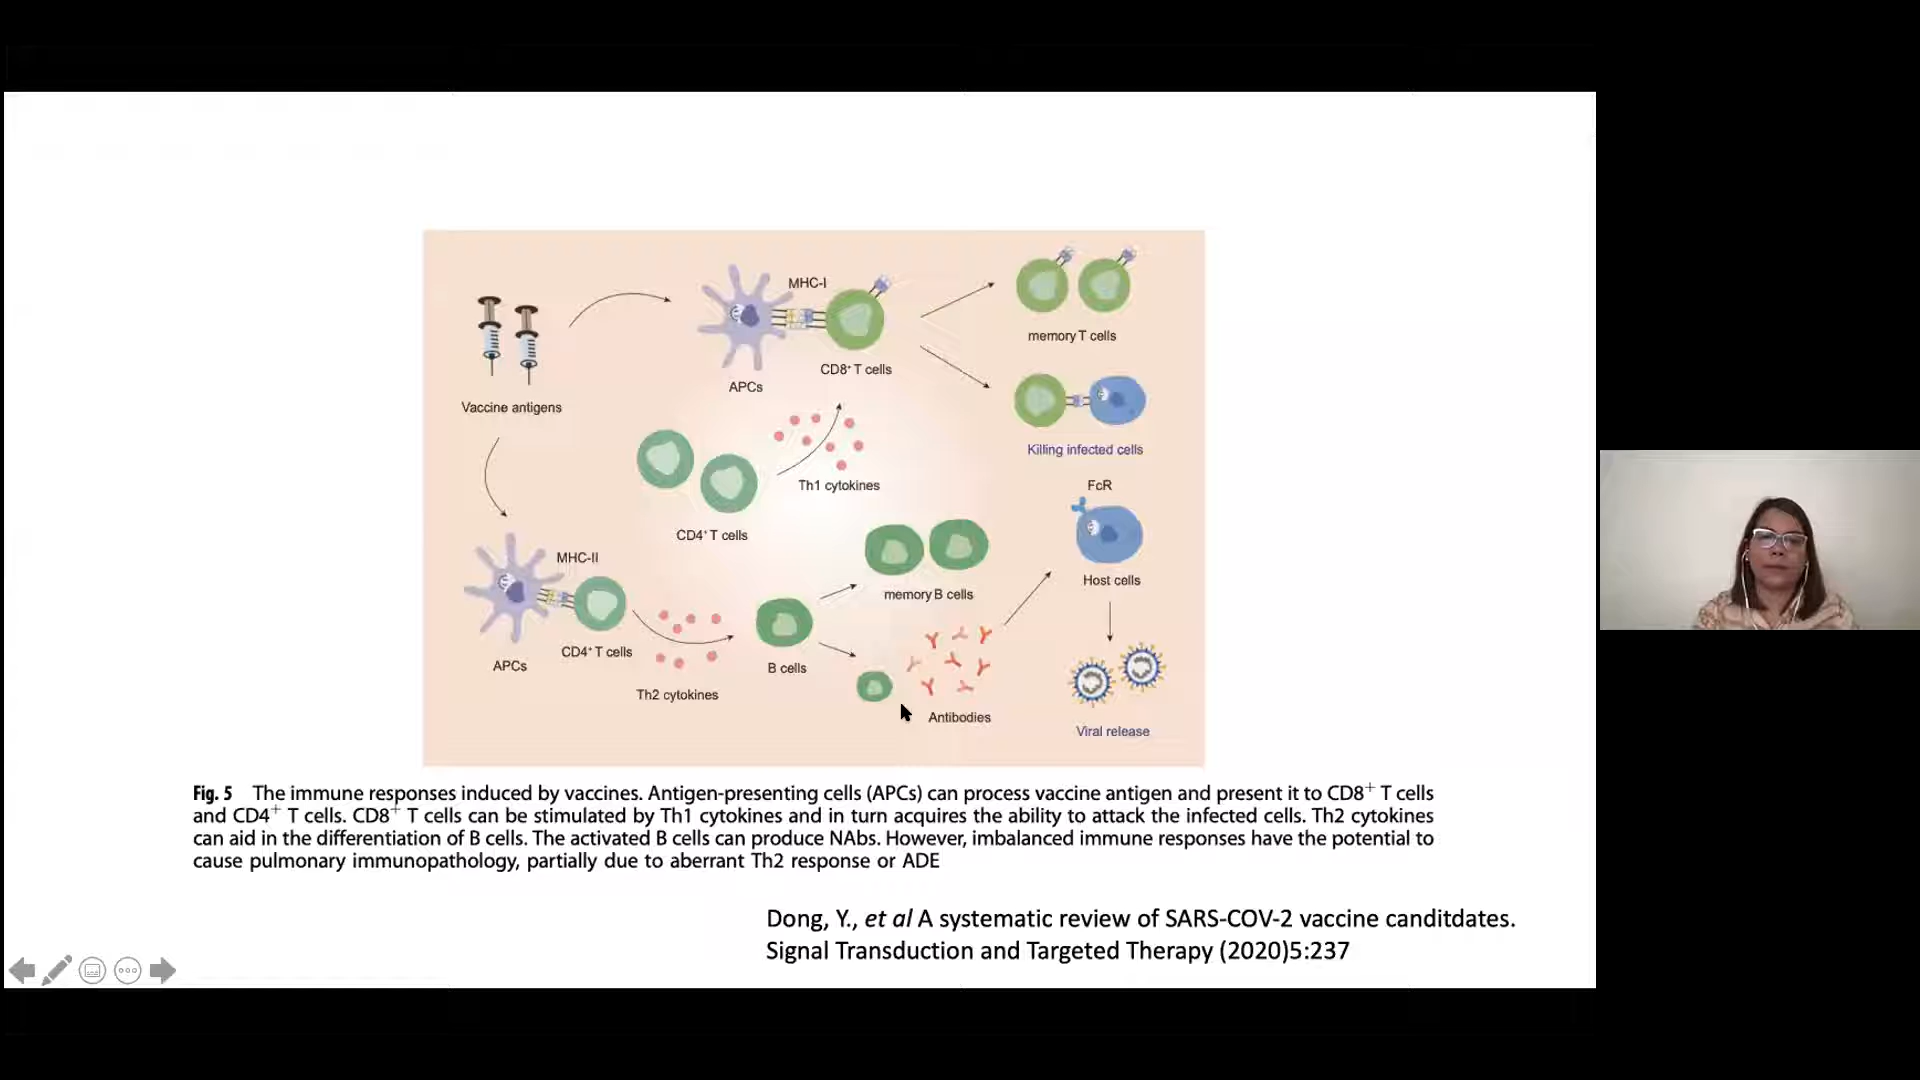 MHC-I
APCs
CD8+ T cells
memory T cells
Vaccine antigens
Killing infected cells
Th1 cytokines
FcR
CD4+ T cells
MHC-II
Host cells
memory B cells
CD4+ T cells
APCs
B cells
Th2 cytokines
Antibodies
Viral release
Fig. 5 The immune responses induced by vaccines. Antigen-presenting cells (APCs) can process vaccine antigen and present it to CD8+ T cells
and CD4+ T cells. CD8+ T cells can be stimulated by Th1 cytokines and in turn acquires the ability to attack the infected cells. Th2 cytokines
can aid in the differentiation of B cells. The activated B cells can produce NAbs. However, imbalanced immune responses have the potential to
cause pulmonary immunopathology, partially due to aberrant Th2 response or ADE
Dong, Y., et al A systematic review of SARS-COV-2 vaccine canditdates.
Signal Transduction and Targeted Therapy (2020)5:237